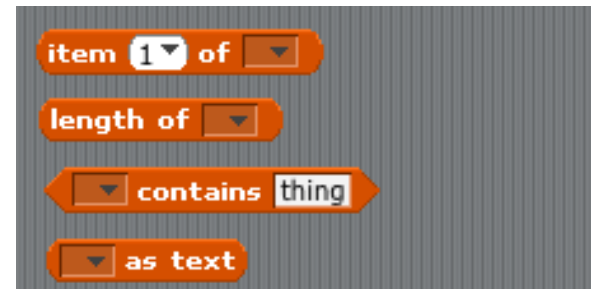 item 1 of
length of
contains thing
as text